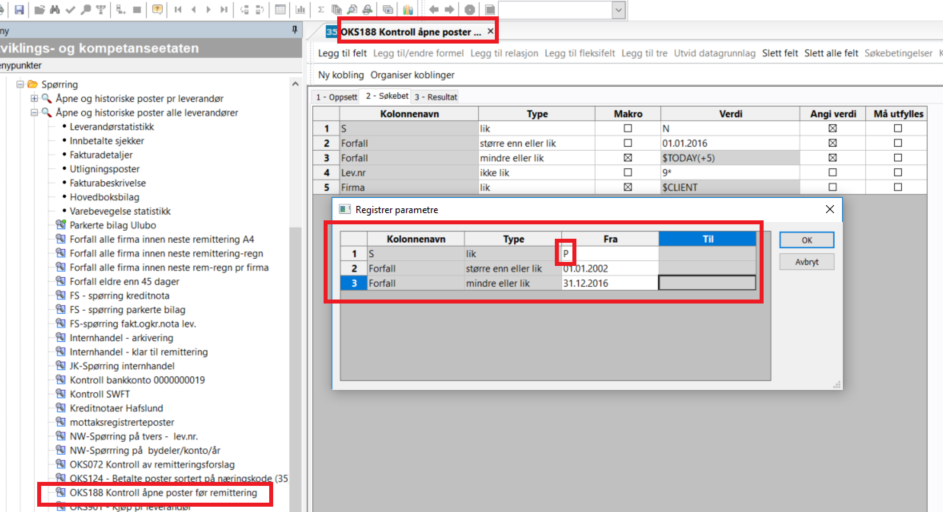 ny
35 OKS188 Kontroll åpne poster ... ×
viklings- og kompetanseetaten
enypunkter
Legg til felt Legg til/endre formel Legg til relasjon Legg til fleksifelt Legg til tre Utvid datagrunnlag Slett felt Slett alle felt Søkebetingelser K
Ny kobling Organiser koblinger
1 - Oppsett 2 - Søkebet 3 - Resultat
Kolonnenavn Type Makro Verdi Angi verdi Må utfylles
1 S lik N
2 Forfall større enn eller lik 01.01.2016
3 Forfall mindre eller lik $TODAY(+5)
4 Lev.nr ikke lik 9*
5 Firma lik $CLIENT
Registrer parametre
Kolonnenavn Type Fra Til
1 S lik P
2 Forfall større enn eller lik 01.01.2002
3 Forfall mindre eller lik 31.12.2016
OK
Avbryt
Spørring
Åpne og historiske poster pr leverandør
Åpne og historiske poster alle leverandører
Leverandørstatistikk
Innbetalte sjekker
Fakturadetaljer
Utligningsposter
Fakturabeskrivelse
Hovedboksbilag
Varebevegelse statistikk
Parkerte bilag Ulubo
Forfall alle firma innen neste remittering A4
Forfall alle firma innen neste remittering-regn
Forfall alle firma innen neste rem-regn pr firma
Forfall eldre enn 45 dager
FS - spørring kreditnota
FS - spørring parkerte bilag
FS-spørring fakt.ogkr.nota lev.
Internhandel - arkivering
Internhandel - klar til remittering
JK-Spørring internhandel
Kontroll bankkonto 0000000019
Kontroll SWFT
Kreditnotaer Hafslund
mottaksregistrerteposter
NW-Spørring på tvers - lev.nr.
NW-Spørrring på bydeler/konto/år
OKS072 Kontroll av remitteringsforslag
OKS124 - Betalte poster sortert på næringskode (35
OKS188 Kontroll åpne poster før remittering
OKS901 - Kjøp pr leverandør